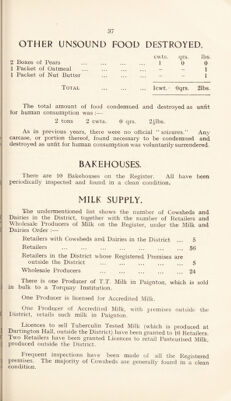 37
OTHER UNSOUND FOOD DESTROYED.
cwts. qrs. lbs.
2 Boxes of Pears ... ... ... ... 1 0 0
1 Packet of Oatmeal ... ... ... ... – – 1
1 Packet of Nut Butter ... ... ... – – 1
TOTAL ... ... ... 1cwt. 0qrs. 2lbs.
The total amount of food condemned and destroyed as unfit
for human consumption was :—
2 tons 2 cwts. 0 qrs. 2½lbs.
As in previous years, there were no official "seizures." Any
carcase, or portion thereof, found necessary to be condemned and
destroyed as unfit for human consumption was voluntarily surrendered.
BAKEHOUSES.
There are 10 Bakehouses on the Register. All have been
periodically inspected and found in a clean condition.
MILK SUPPLY.
The undermentioned list shows the number of Cowsheds and
Dairies in the District, together with the number of Retailers and
Wholesale Producers of Milk on the Register, under the Milk and
Dairies Order :—
Retailers with Cowsheds and Dairies in the District ... 5
Retailers ... ... ... ... ... ... 56
Retailers in the District whose Registered Premises are
outside the District ... ... ... ... ... 5
Wholesale Producers ... ... ... ... ... 24
There is one Producer of T.T. Milk in Paignton, which is sold
in bulk to a Torquay Institution.
One Producer is licensed for Accredited Milk.
One Producer of Accredited Milk, with premises outside the
District, retails such milk in Paignton.
Licences to sell Tuberculin Tested Milk (which is produced at
Dartington Hall, outside the District) have been granted to 10 Retailers.
Two Retailers have been granted Licences to retail Pasteurised Milk,
produced outside the District.
Frequent inspections have been made of all the Registered
premises. The majority of Cowsheds are generally found in a clean
condition.